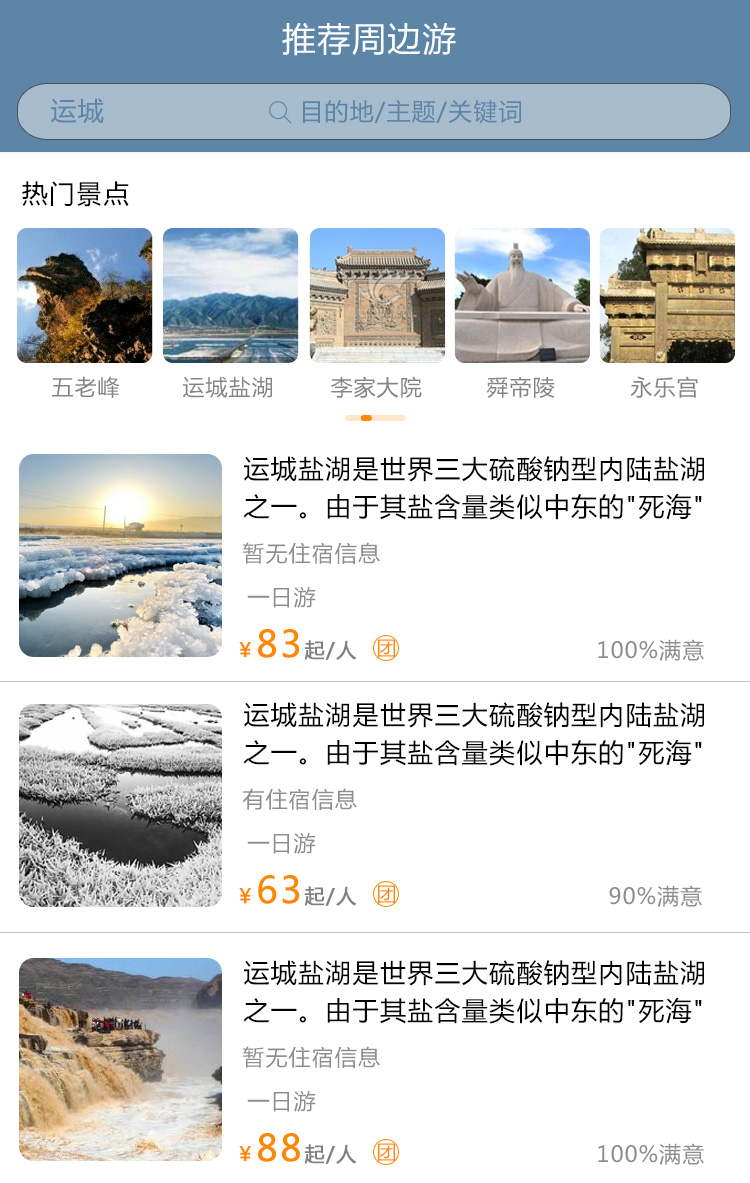 推荐周边游
运城 目的地/主题/关键词
热门景点
五老峰 运城盐湖 李家大院 舜帝陵 永乐宫
运城盐湖是世界三大硫酸钠型内陆盐湖
之一。由于其盐含量类似中东的"死海"
暂无住宿信息
一日游
¥83起/人 团 100%满意
运城盐湖是世界三大硫酸钠型内陆盐湖
之一。由于其盐含量类似中东的"死海"
有住宿信息
一日游
¥63起/人 团 90%满意
运城盐湖是世界三大硫酸钠型内陆盐湖
之一。由于其盐含量类似中东的"死海"
暂无住宿信息
一日游
¥88起/人 团 100%满意